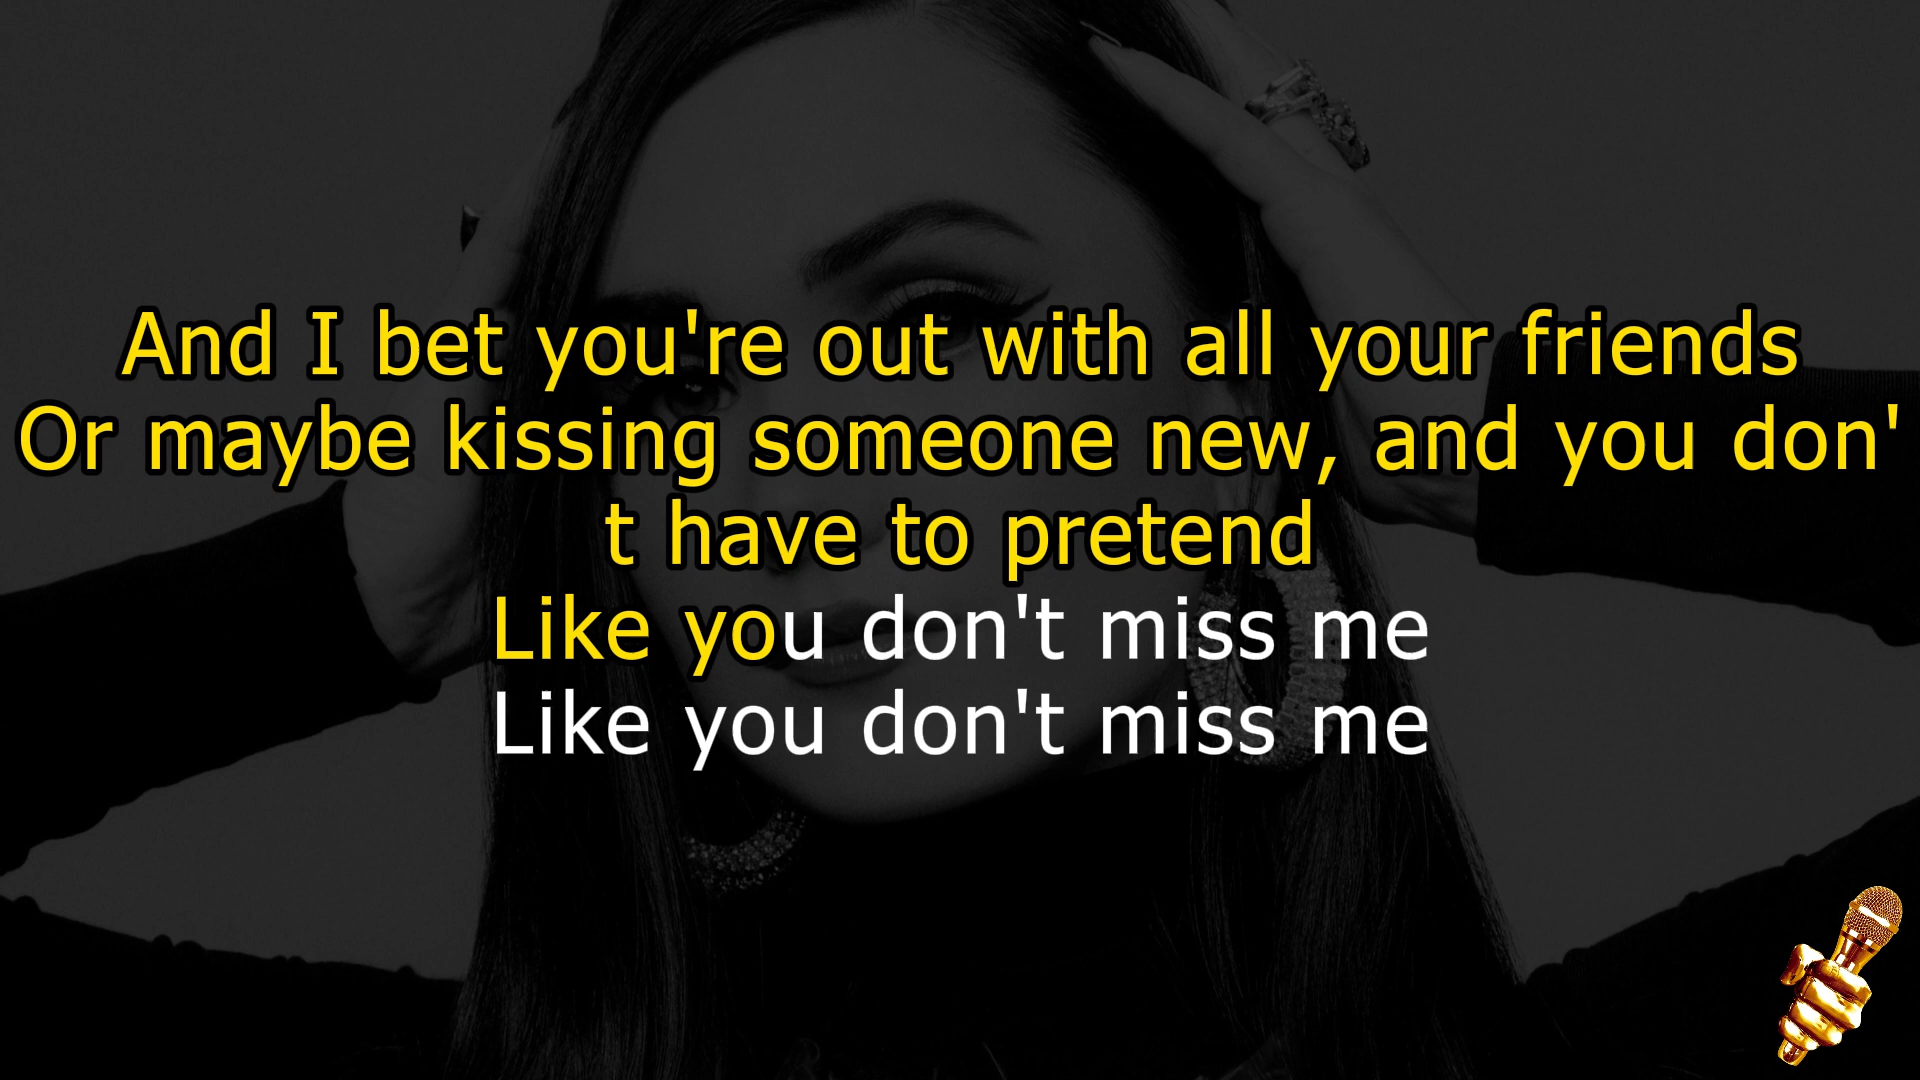 And I bet you're out with all your friends
Or maybe kissing someone new, and you don'
t have to pretend
Like you don't miss me
Like you don't miss me